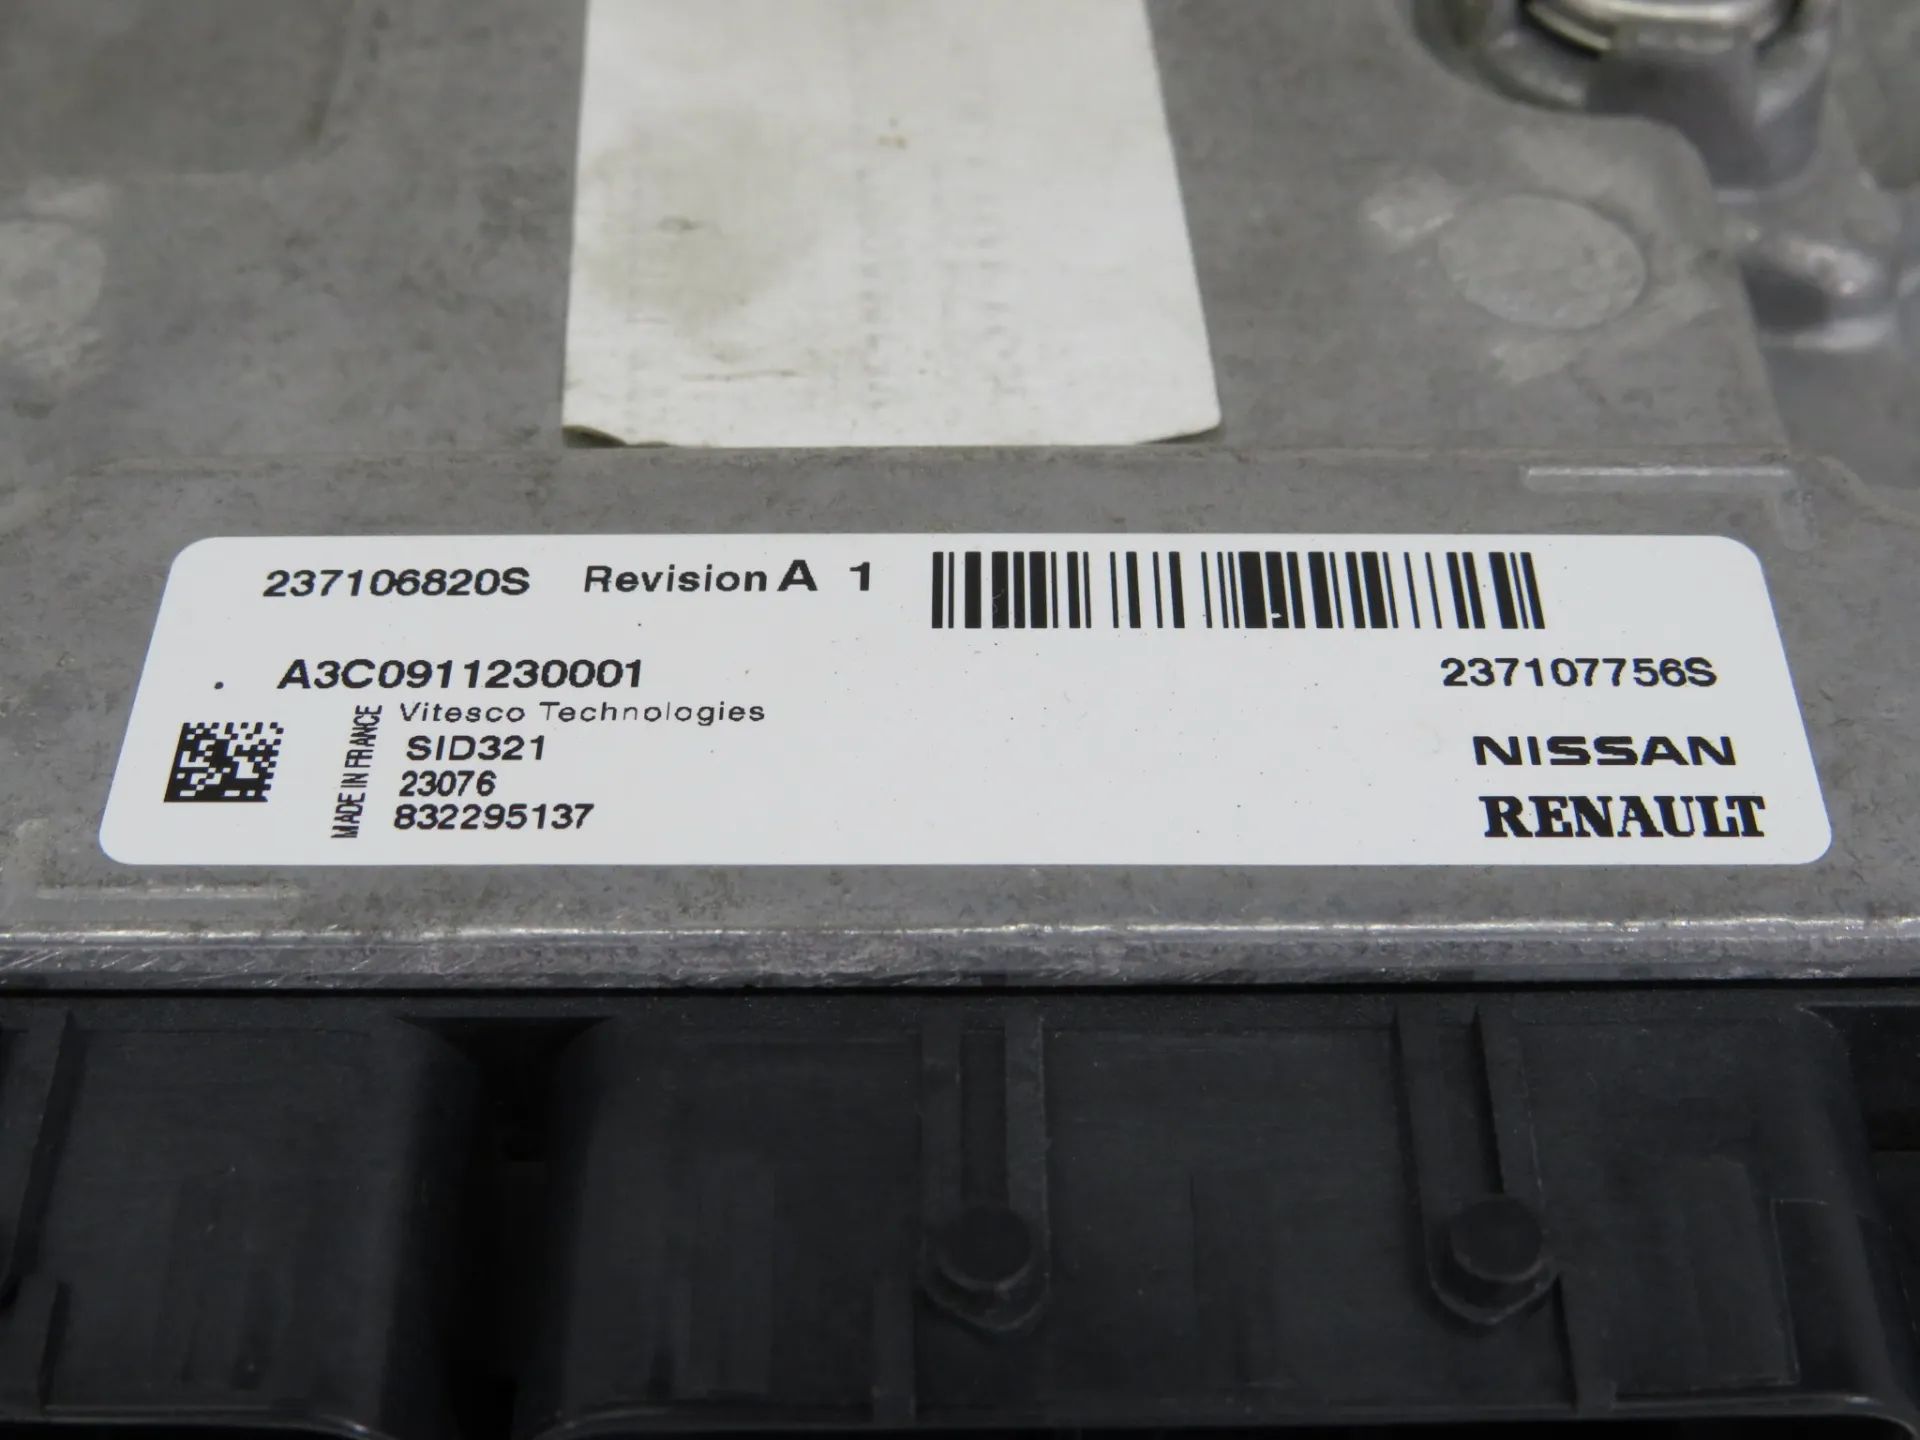 237106820S Revision A 1
. A3C0911230001 237107756S
MADE IN FRANCE
Vitesco Technologies
SID321
23076
832295137
NISSAN
RENAULT